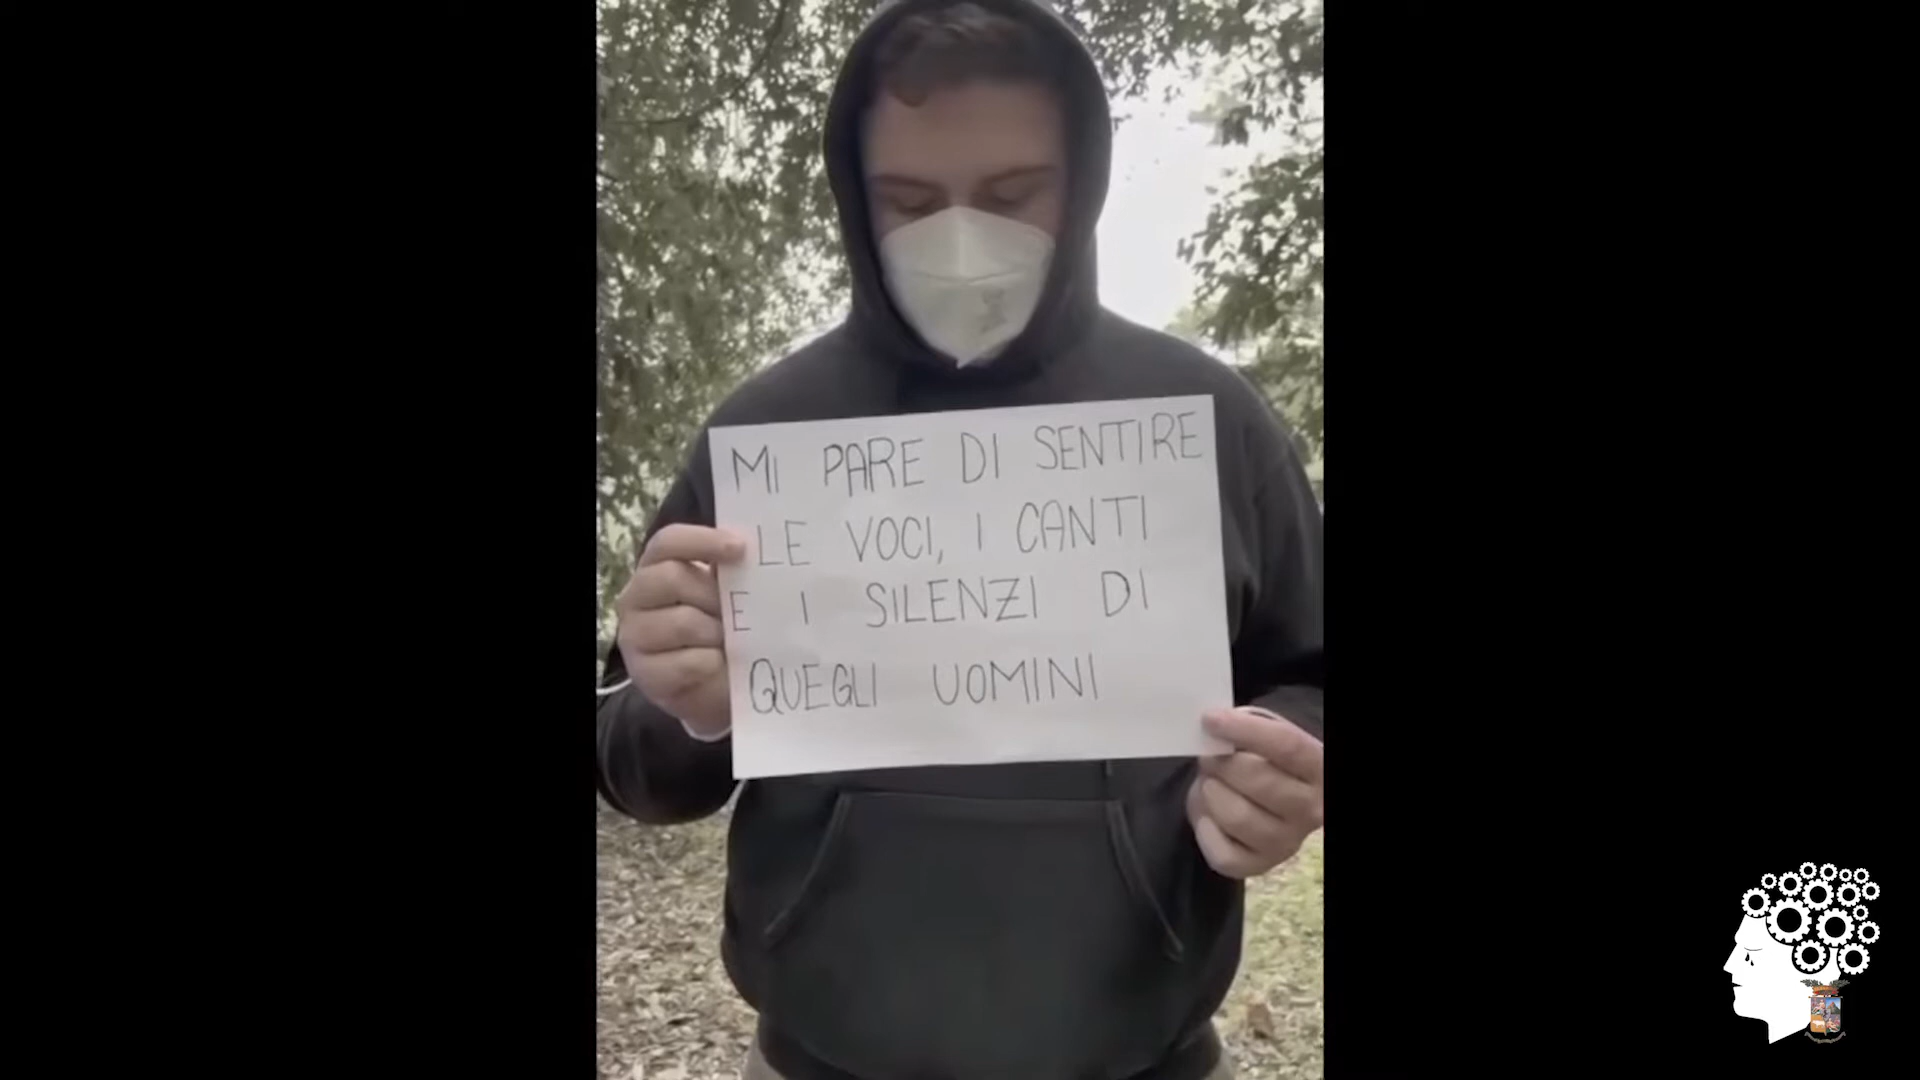 MI PARE DI SENTIRE
LE VOCI, I CANTI
E I SILENZI DI
QUEGLI UOMINI